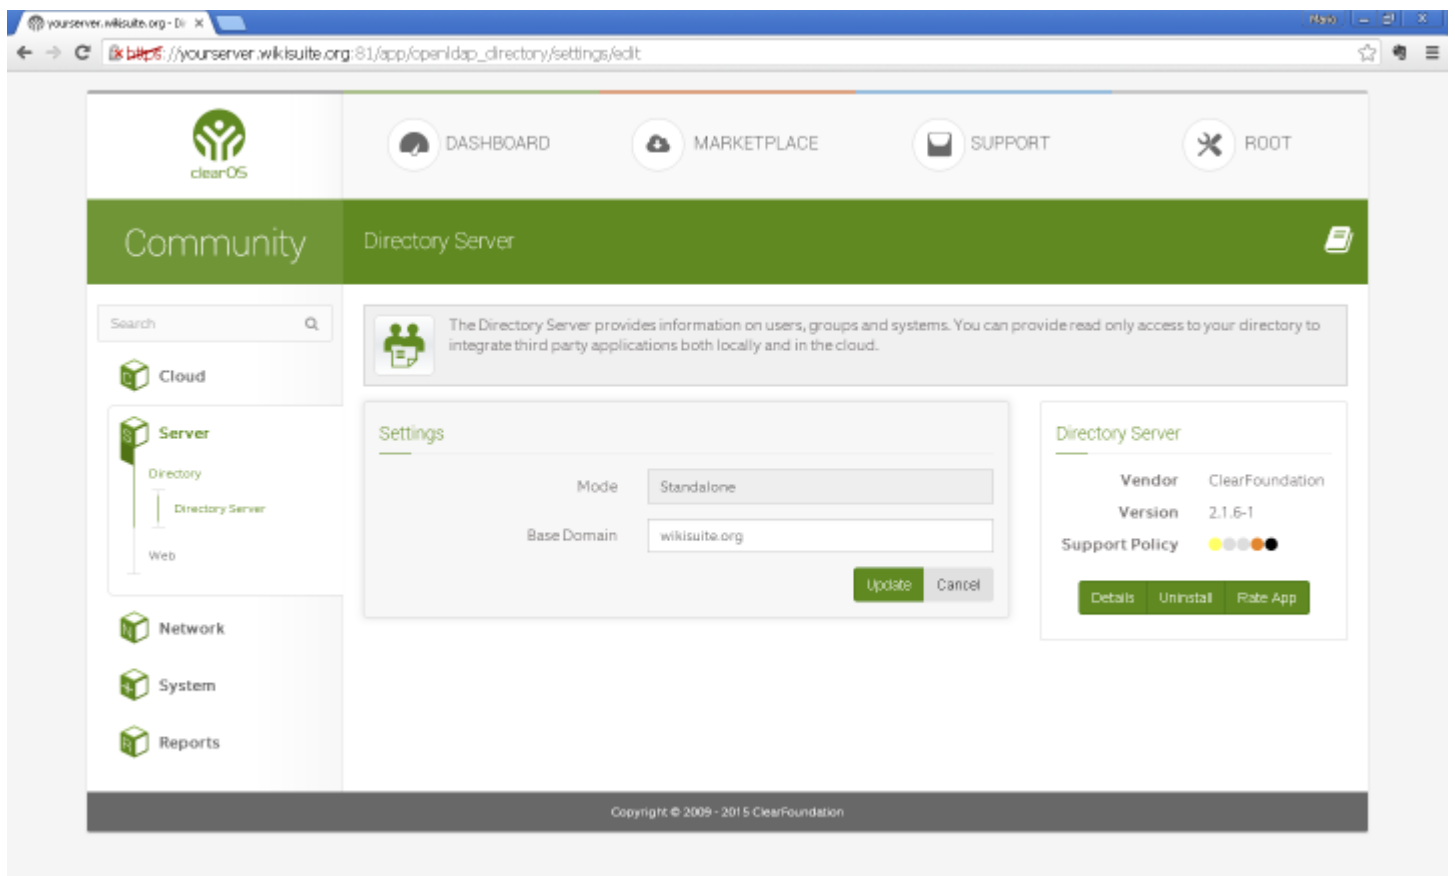 yourserver.wikisuite.org - Di
https://yourserver.wikisuite.org:81/app/openldap_directory/settings/edit
clearOS
DASHBOARD
MARKETPLACE
SUPPORT
ROOT
Community
Directory Server
Search
Cloud
Server
Directory
Directory Server
Web
Network
System
Reports
The Directory Server provides information on users, groups and systems. You can provide read only access to your directory to
integrate third party applications both locally and in the cloud.
Settings
Mode Standalone
Base Domain wikisuite.org
Update Cancel
Directory Server
Vendor ClearFoundation
Version 2.1.6-1
Support Policy
Details Uninstall Rate App
Copyright © 2009 - 2015 ClearFoundation